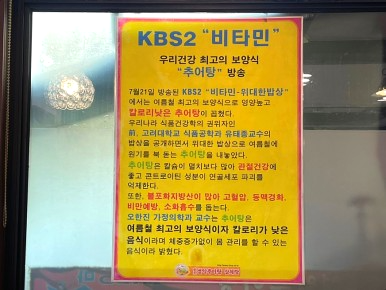 KBS2 "비타민"
우리건강 최고의 보양식
"추어탕" 방송
7월21일 방송된 KBS2 "비타민-위대한밥상"
에서는 여름철 최고의 보양식으로 영양높고
칼로리낮은 추어탕이 꼽혔다.
우리나라 식품건강학의 권위자인
前, 고려대학교 식품공학과 유태종교수의
밥상을 공개하면서 위대한 밥상으로 여름철에
원기를 북 돋는 추어탕을 내놓았다.
추어탕은 칼슘이 멸치보다 많아 관절건강에
좋고 콘트로이틴 성분이 면골세포 파괴를
억제한다.
또한, 불포화지방산이 많아 고혈압, 동맥경화,
비만예방, 소화흡수를 돕는다.
오한진 가정의학과 교수는 추어탕은
여름철 최고의 보양식이자 칼로리가 낮은
음식이라며 체중증가없이 몸 관리를 할 수 있는
음식이라 밝혔다.